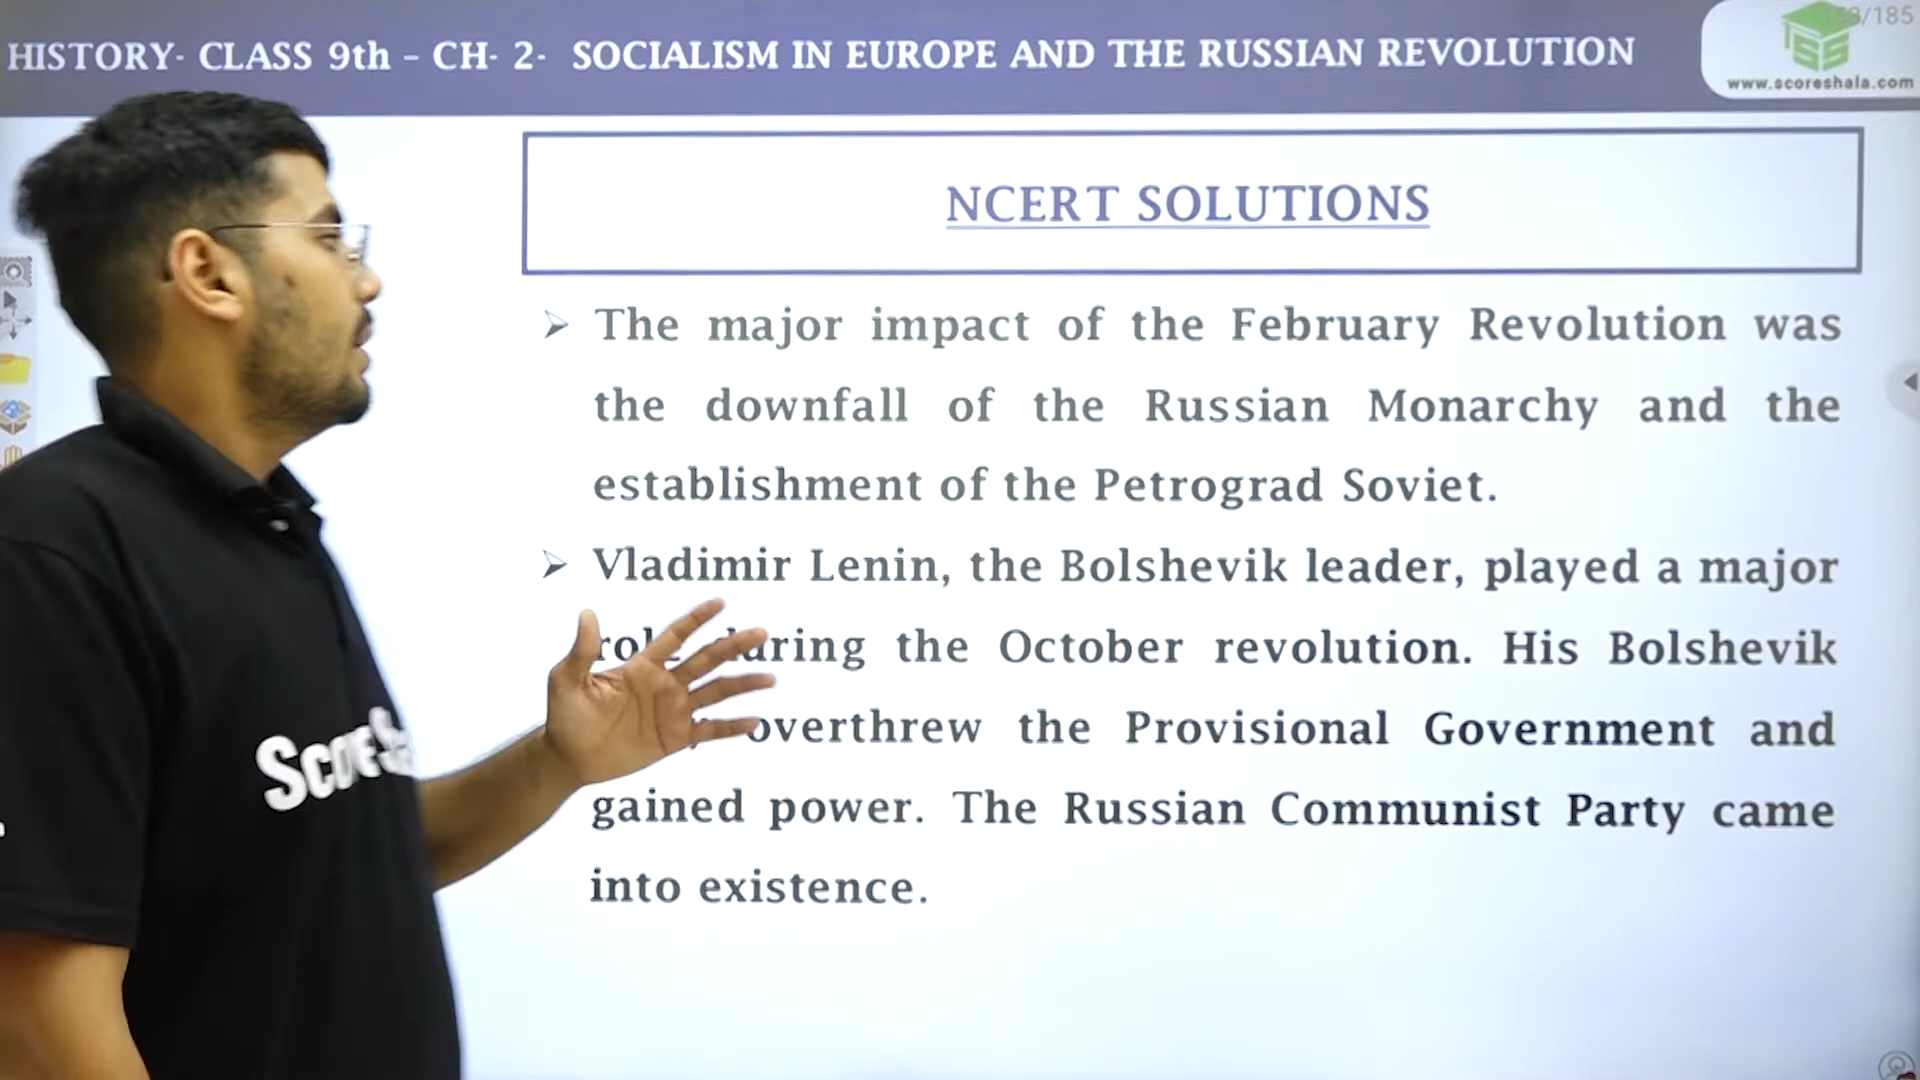 /185
HISTORY- CLASS 9th – CH- 2- SOCIALISM IN EUROPE AND THE RUSSIAN REVOLUTION
www.scoreshala.com
NCERT SOLUTIONS
➢ The major impact of the February Revolution was
the downfall of the Russian Monarchy and the
establishment of the Petrograd Soviet.
➢ Vladimir Lenin, the Bolshevik leader, played a major
role during the October revolution. His Bolshevik
overthrew the Provisional Government and
gained power. The Russian Communist Party came
into existence.